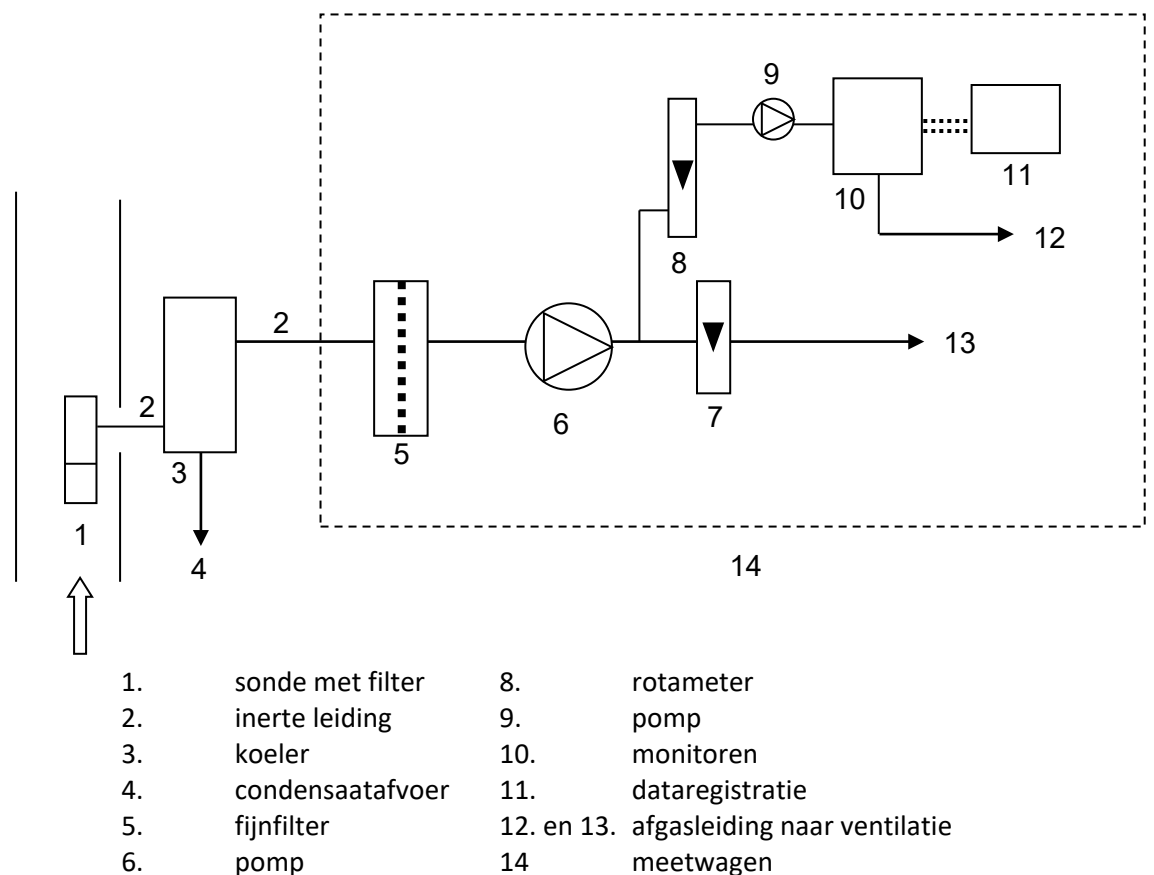 9
10
11
8
12
2
13
2
6
7
5
3
1
4
14
1. sonde met filter 8. rotameter
2. inerte leiding 9. pomp
3. koeler 10. monitoren
4. condensaatafvoer 11. dataregistratie
5. fijnfilter 12. en 13. afgasleiding naar ventilatie
6. pomp 14 meetwagen